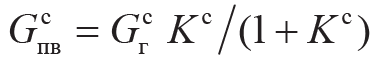 G^с_пв = G^с_г K^с/(1 + K^с)